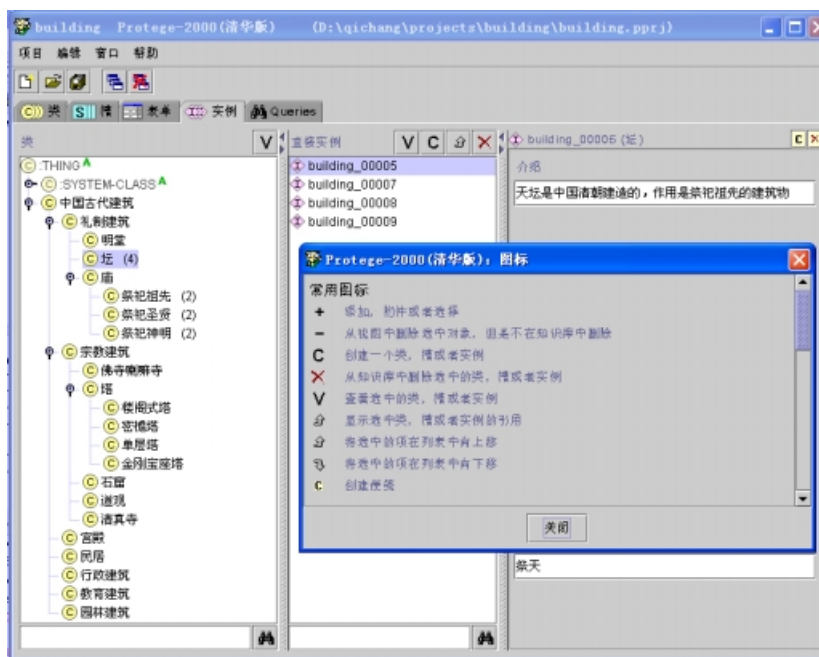 building Protege-2000(清华版) (D:\qichang\projects\building\building.pprj)
项目 编辑 窗口 帮助
C 类 S 槽 表单 实例 Queries
类 V
直接实例 V C
building_00005 (坛) C
:THING A
:SYSTEM-CLASS A
中国古代建筑
礼制建筑
明堂
坛 (4)
庙
祭祀祖先 (2)
祭祀圣贤 (2)
祭祀神明 (2)
宗教建筑
佛寺喇嘛寺
塔
楼阁式塔
密檐塔
单层塔
金刚宝座塔
石窟
道观
清真寺
宫殿
民居
行政建筑
教育建筑
园林建筑
building_00005
building_00007
building_00008
building_00009
介绍
天坛是中国清朝建造的，作用是祭祀祖先的建筑物
Protege-2000(清华版)：图标
常用图标
+ 添加，附件或者选择
- 从视图中删除选中对象，但是不在知识库中删除
C 创建一个类，槽或者实例
从知识库中删除选中的类，槽或者实例
V 查看选中的类，槽或者实例
显示选中类，槽或者实例的引用
将选中的项在列表中向上移
将选中的项在列表中向下移
C 创建便笺
关闭
祭天